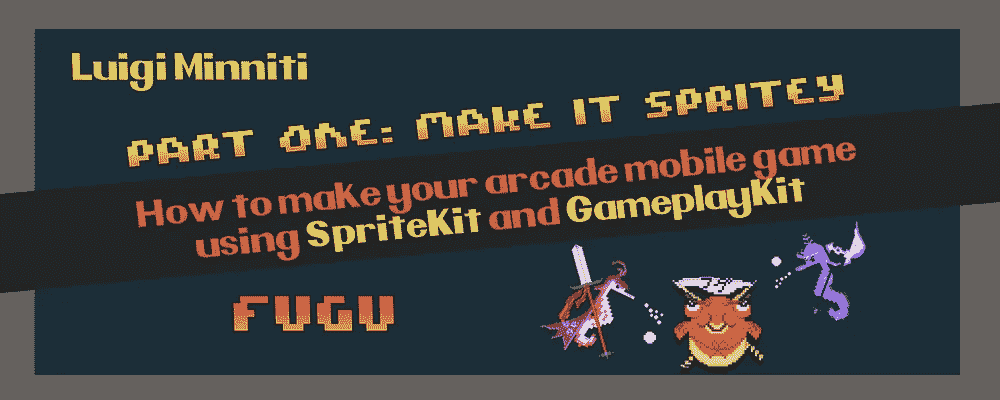 Luigi Minniti
PART ONE: MAKE IT SPRITEY
How to make your arcade mobile game
using SpriteKit and GameplayKit
FUGU